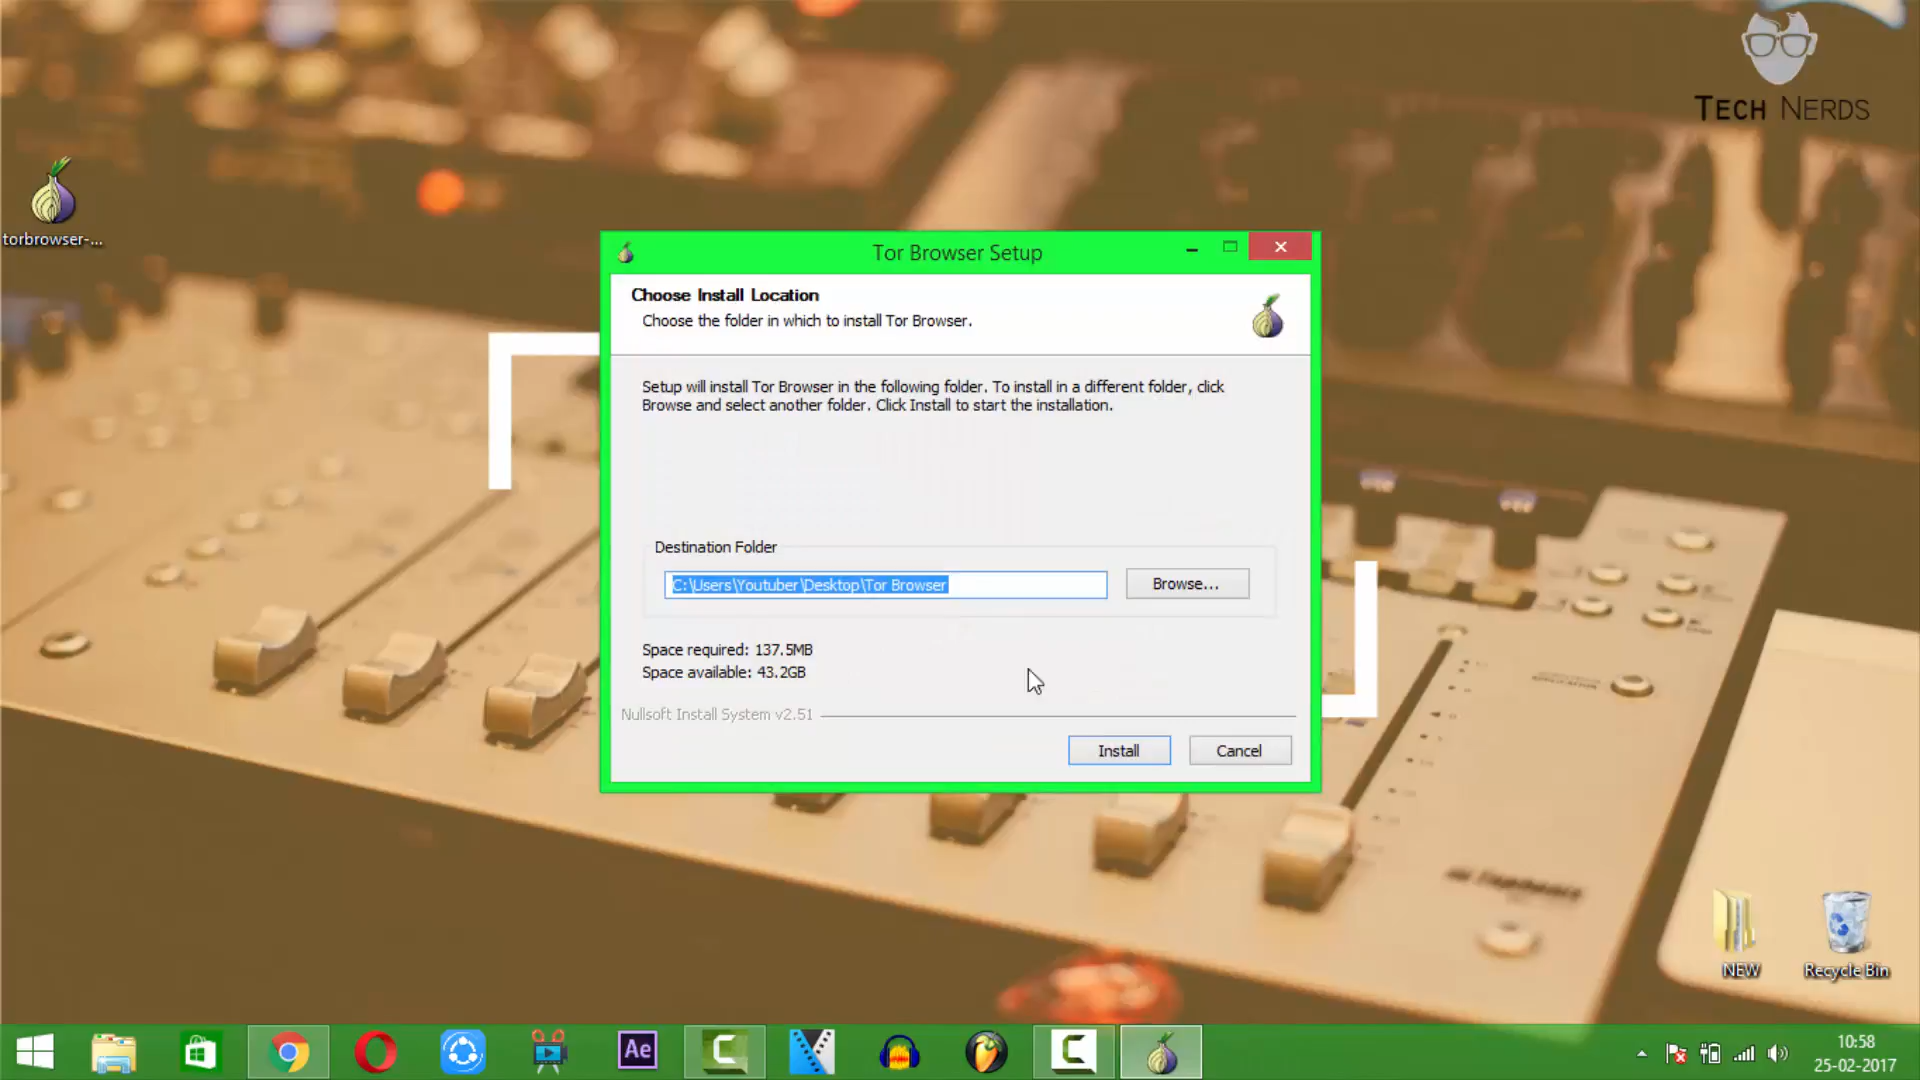 TECH NERDS
torbrowser-...
Tor Browser Setup
Choose Install Location
Choose the folder in which to install Tor Browser.
Setup will install Tor Browser in the following folder. To install in a different folder, click
Browse and select another folder. Click Install to start the installation.
Destination Folder
C:\Users\Youtuber\Desktop\Tor Browser
Browse...
Space required: 137.5MB
Space available: 43.2GB
Nullsoft Install System v2.51
Install
Cancel
NEW
Recycle Bin
Ae
10:58
25-02-2017